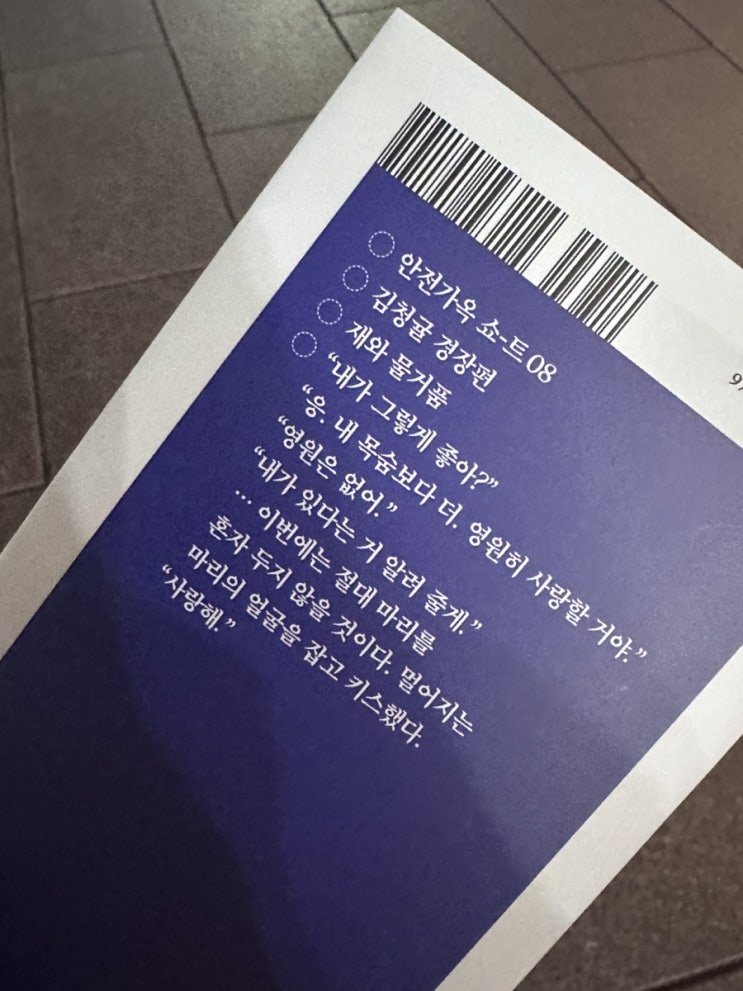 안전가옥 쇼-트 08
김청귤 경장편
재와 물거품
“내가 그렇게 좋아?”
“응. 내 목숨보다 더. 영원히 사랑할 거야.”
“영원은 없어.”
“내가 있다는 거 알려 줄게.”
… 이번에는 절대 마리를
혼자 두지 않을 것이다. 멀어지는
마리의 얼굴을 잡고 키스했다.
“사랑해.”